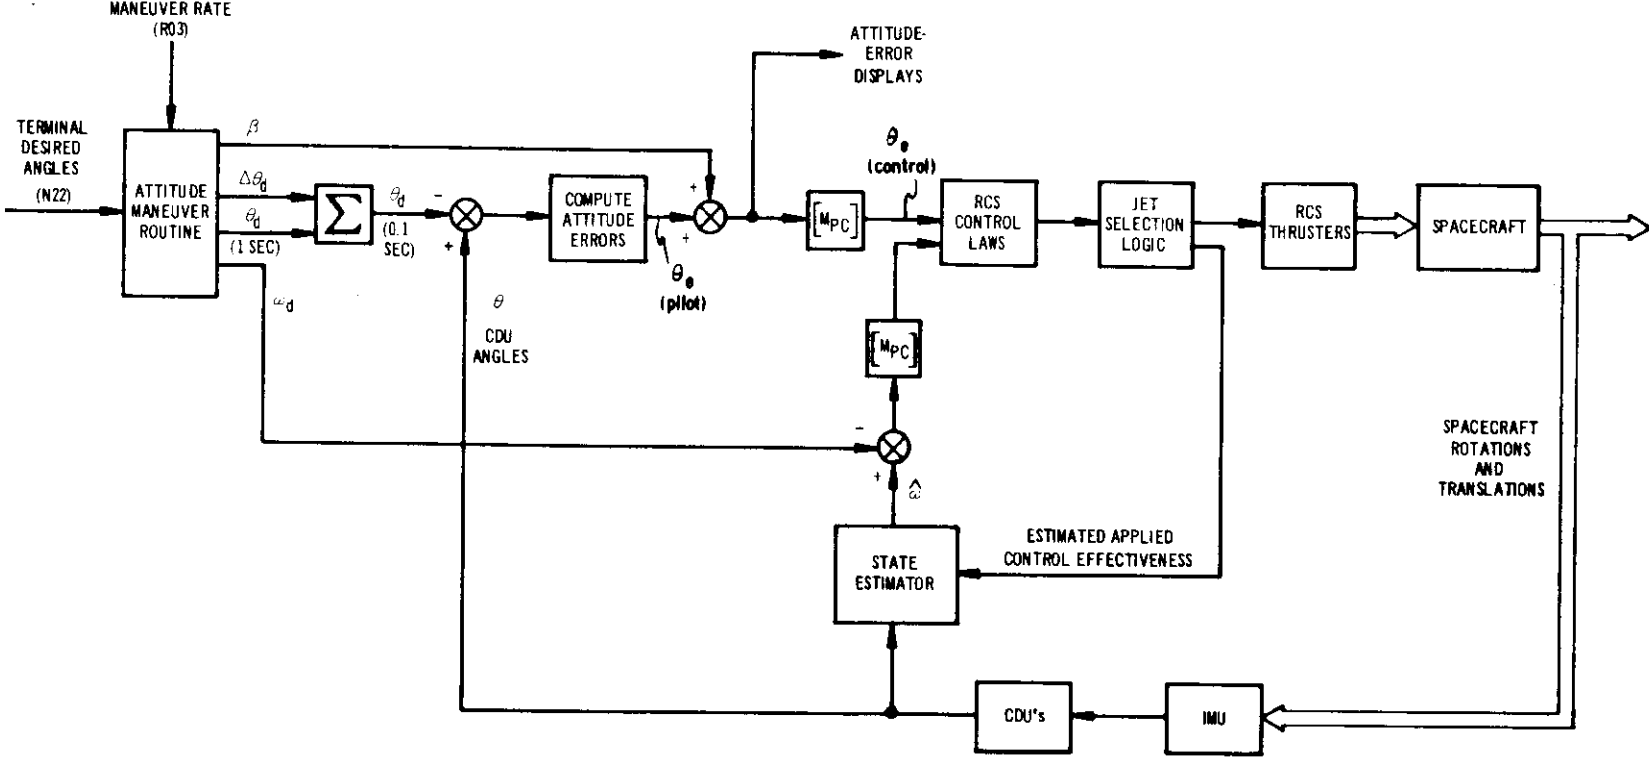 MANEUVER RATE
(R03)
TERMINAL
DESIRED
ANGLES
(N22)
ATTITUDE
MANEUVER
ROUTINE
β
Δθd
θd
(1 SEC)
ωd
Σ
θd
(0.1
SEC)
-
+
θ
CDU
ANGLES
COMPUTE
ATTITUDE
ERRORS
θe
(pilot)
+
+
ATTITUDE-
ERROR
DISPLAYS
[MPC]
θe
(control)
RCS
CONTROL
LAWS
JET
SELECTION
LOGIC
RCS
THRUSTERS
SPACECRAFT
[MPC]
-
+
ω̂
STATE
ESTIMATOR
ESTIMATED APPLIED
CONTROL EFFECTIVENESS
SPACECRAFT
ROTATIONS
AND
TRANSLATIONS
CDU's
IMU